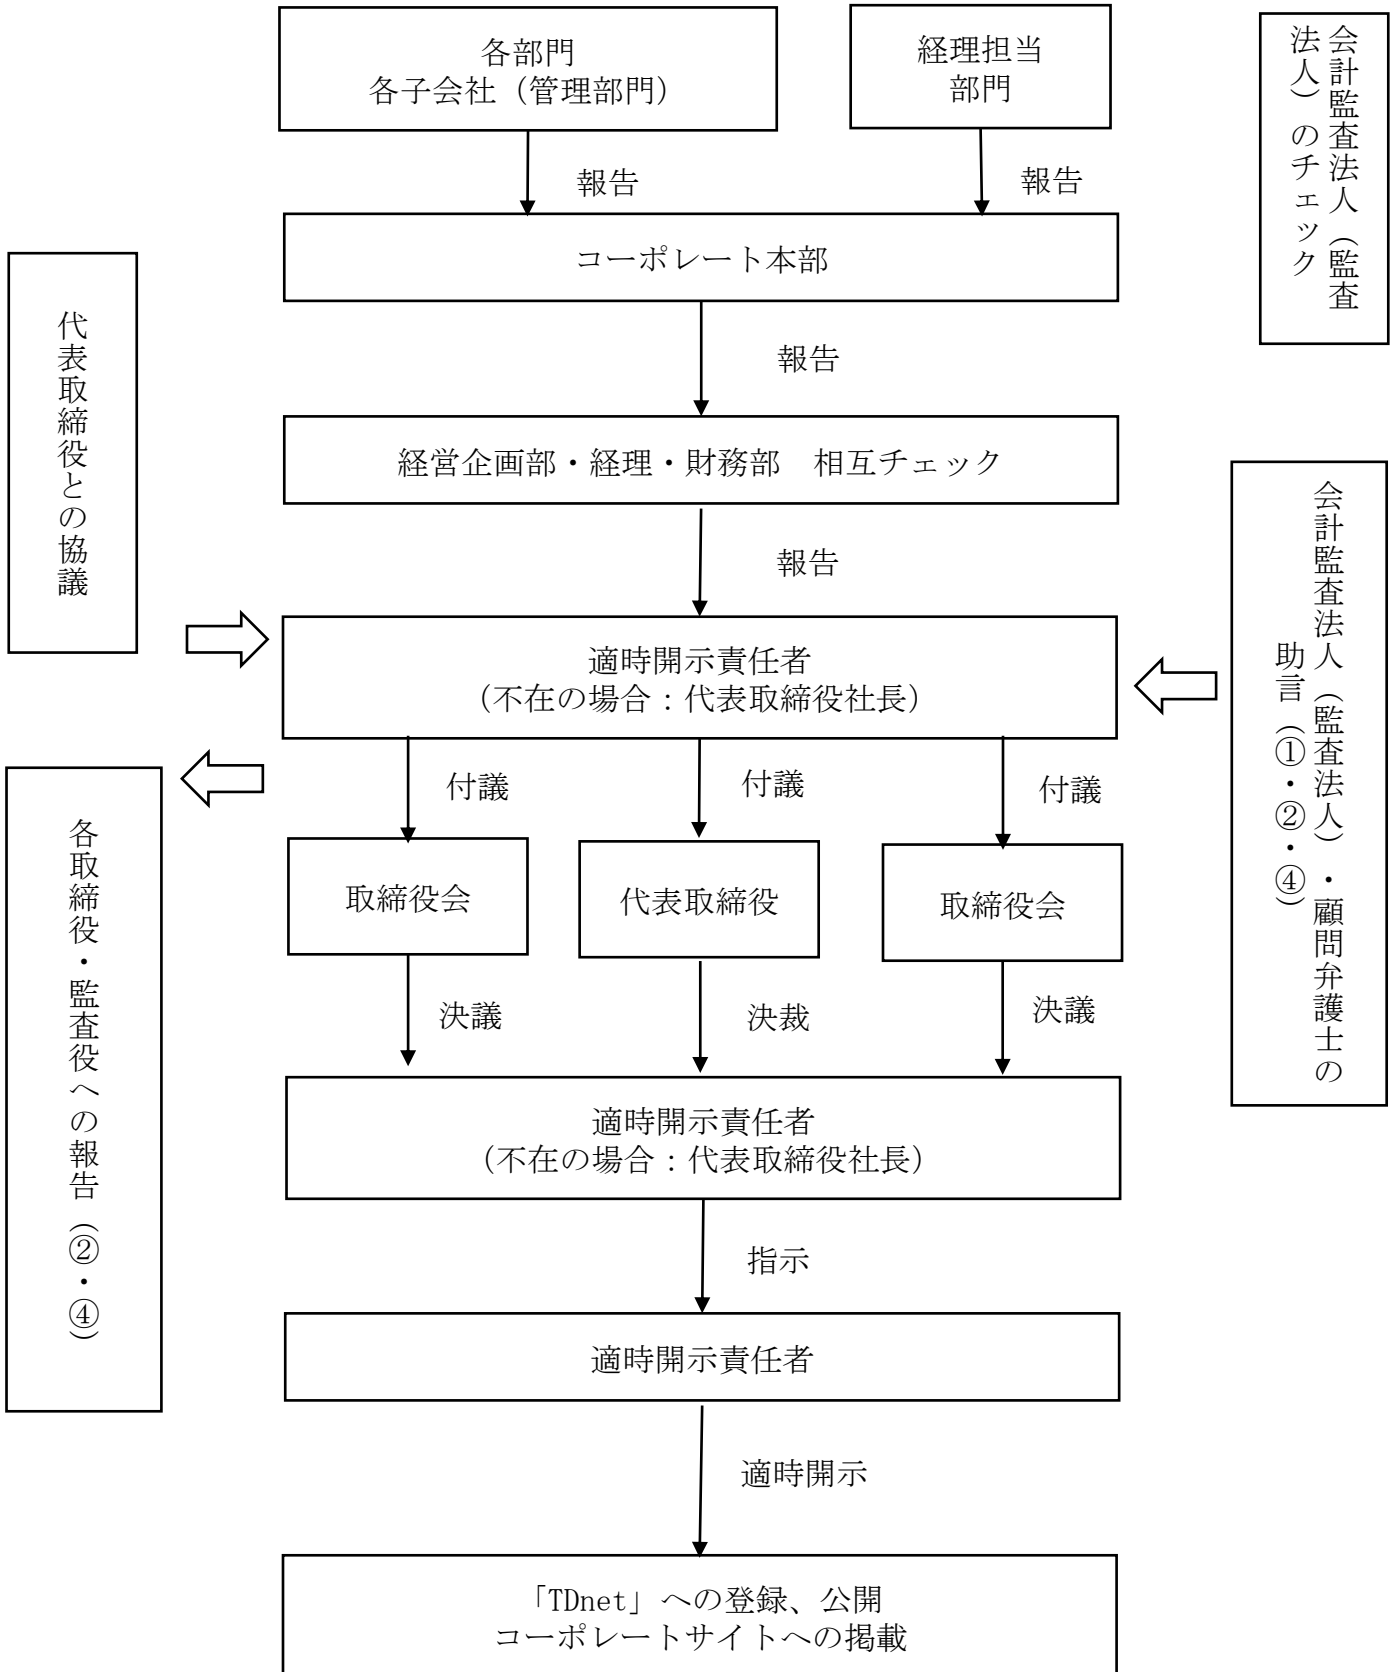 各部門
各子会社（管理部門）
経理担当
部門
会計監査法人（監査
法人）のチェック
報告
報告
コーポレート本部
代表取締役との協議
報告
経営企画部・経理・財務部　相互チェック
報告
会計監査法人（監査法人）・顧問弁護士の
助言（①・②・④）
適時開示責任者
（不在の場合：代表取締役社長）
各取締役・監査役への報告（②・④）
付議
付議
付議
取締役会
代表取締役
取締役会
決議
決裁
決議
適時開示責任者
（不在の場合：代表取締役社長）
指示
適時開示責任者
適時開示
「TDnet」への登録、公開
コーポレートサイトへの掲載